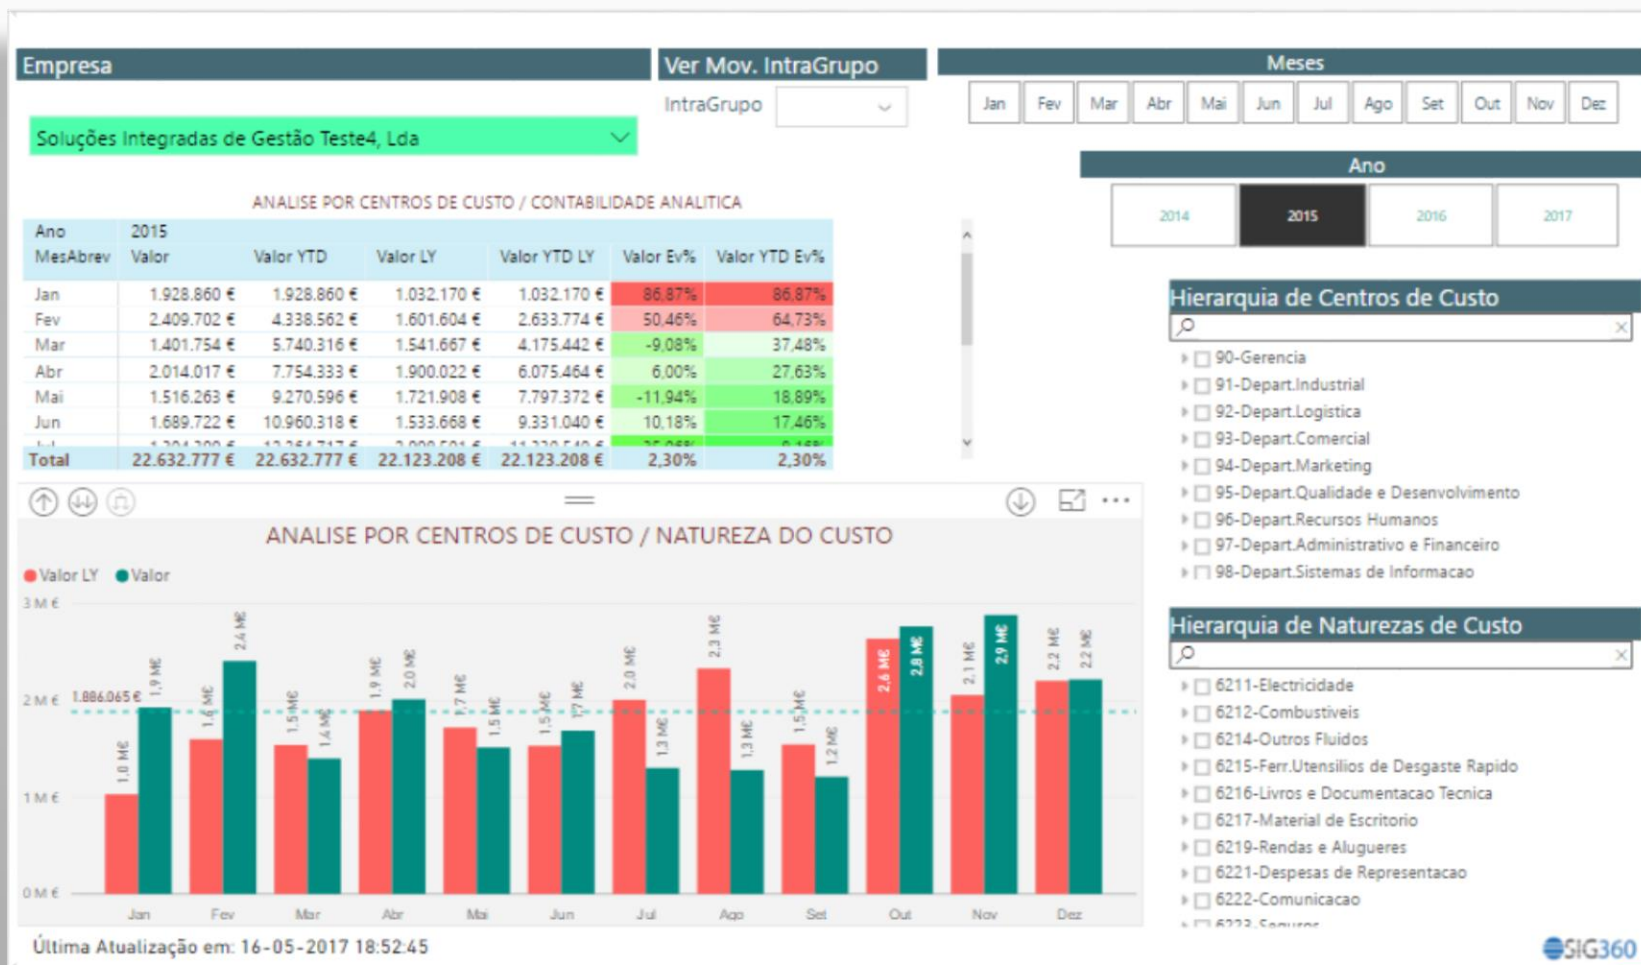 Empresa
Ver Mov. IntraGrupo
Meses
IntraGrupo
Jan Fev Mar Abr Mai Jun Jul Ago Set Out Nov Dez
Soluções Integradas de Gestão Teste4, Lda
Ano
2014 2015 2016 2017
ANALISE POR CENTROS DE CUSTO / CONTABILIDADE ANALITICA
Ano 2015
MesAbrev Valor Valor YTD Valor LY Valor YTD LY Valor Ev% Valor YTD Ev%
Jan 1.928.860 € 1.928.860 € 1.032.170 € 1.032.170 € 86,87% 86,87%
Fev 2.409.702 € 4.338.562 € 1.601.604 € 2.633.774 € 50,46% 64,73%
Mar 1.401.754 € 5.740.316 € 1.541.667 € 4.175.442 € -9,08% 37,48%
Abr 2.014.017 € 7.754.333 € 1.900.022 € 6.075.464 € 6,00% 27,63%
Mai 1.516.263 € 9.270.596 € 1.721.908 € 7.797.372 € -11,94% 18,89%
Jun 1.689.722 € 10.960.318 € 1.533.668 € 9.331.040 € 10,18% 17,46%
Total 22.632.777 € 22.632.777 € 22.123.208 € 22.123.208 € 2,30% 2,30%
Hierarquia de Centros de Custo
90-Gerencia
91-Depart.Industrial
92-Depart.Logistica
93-Depart.Comercial
94-Depart.Marketing
95-Depart.Qualidade e Desenvolvimento
96-Depart.Recursos Humanos
97-Depart.Administrativo e Financeiro
98-Depart.Sistemas de Informacao
ANALISE POR CENTROS DE CUSTO / NATUREZA DO CUSTO
Valor LY Valor
3 M €
2 M €
1 M €
0 M €
1.886.065 €
1,0 M€ 1,9 M€ 1,6 M€ 2,4 M€ 1,5 M€ 1,4 M€ 1,9 M€ 2,0 M€ 1,7 M€ 1,5 M€ 1,5 M€ 1,7 M€ 2,0 M€ 1,3 M€ 2,3 M€ 1,3 M€ 1,5 M€ 1,2 M€ 2,6 M€ 2,8 M€ 2,1 M€ 2,9 M€ 2,2 M€ 2,2 M€
Jan Fev Mar Abr Mai Jun Jul Ago Set Out Nov Dez
Hierarquia de Naturezas de Custo
6211-Electricidade
6212-Combustiveis
6214-Outros Fluidos
6215-Ferr.Utensilios de Desgaste Rapido
6216-Livros e Documentacao Tecnica
6217-Material de Escritorio
6219-Rendas e Alugueres
6221-Despesas de Representacao
6222-Comunicacao
6223-Seguros
Última Atualização em: 16-05-2017 18:52:45
SIG360